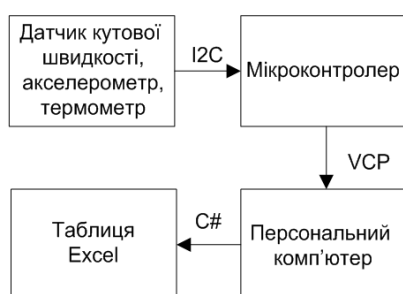 Датчик кутової
швидкості,
акселерометр,
термометр
I2C
Мікроконтролер
VCP
Персональний
комп’ютер
C#
Таблиця
Excel